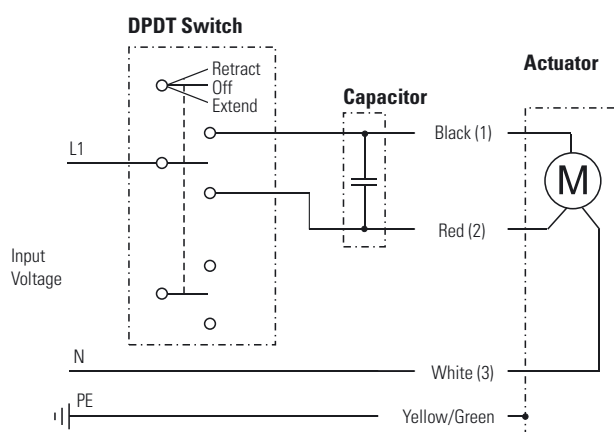 DPDT Switch
Retract
Off
Extend
Capacitor
Actuator
L1
Black (1)
M
Red (2)
Input
Voltage
N
White (3)
PE
Yellow/Green